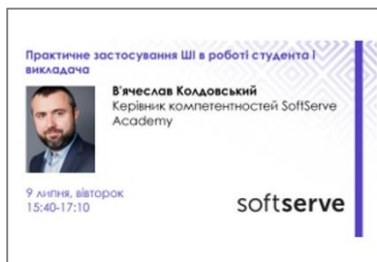 Практичне застосування ШІ в роботі студента і
викладача
В'ячеслав Колдовський
Керівник компетентностей SoftServe
Academy
9 липня, вівторок
15:40-17:10
softserve